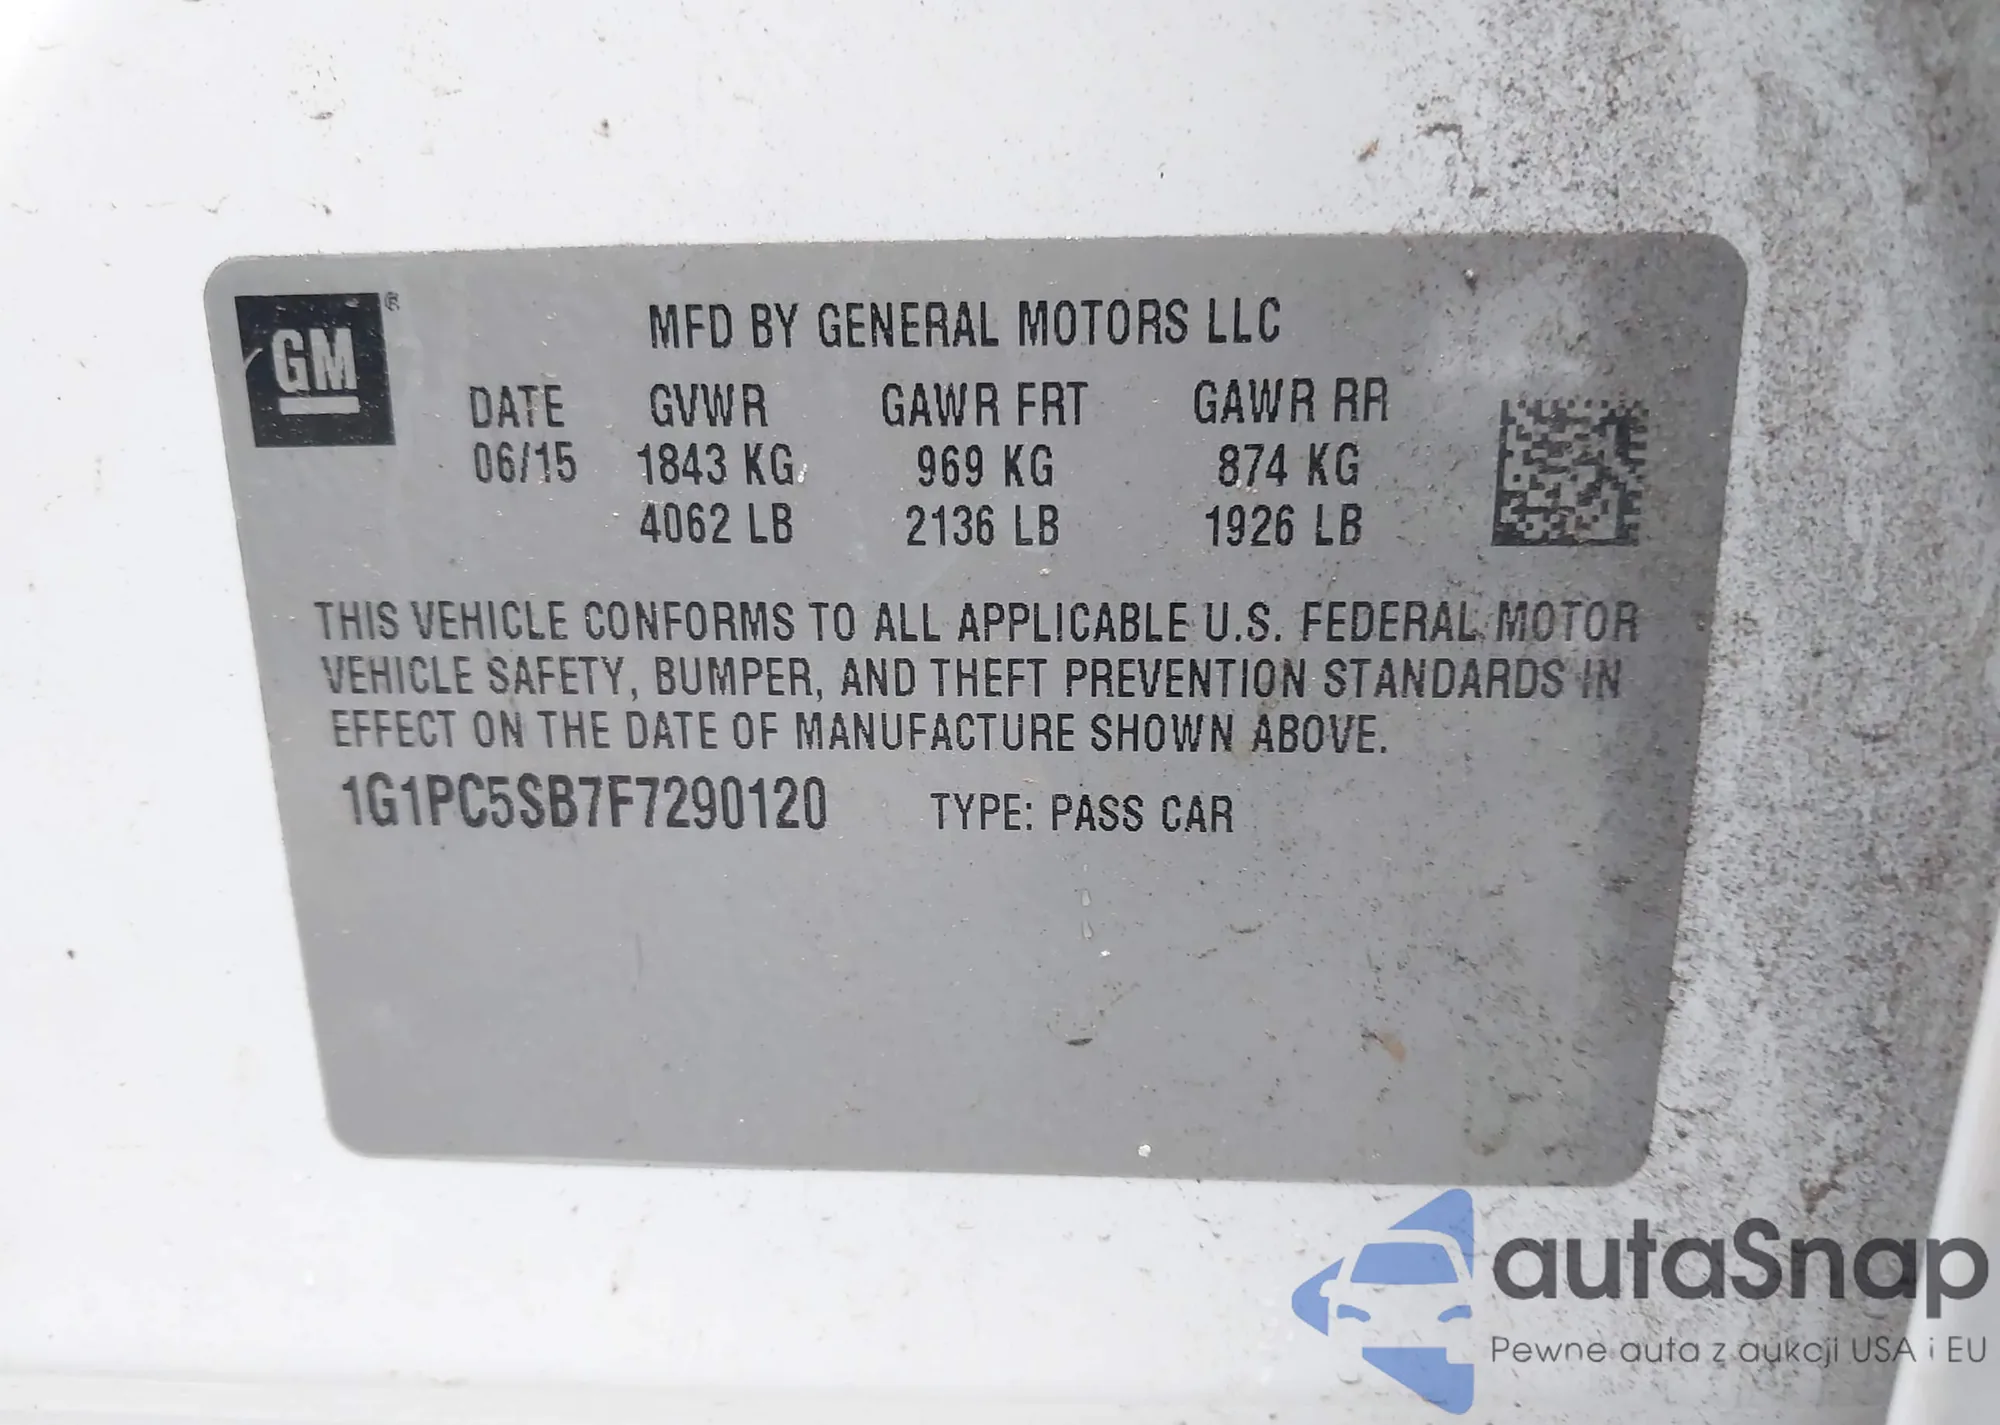 GM ®
MFD BY GENERAL MOTORS LLC
DATE GVWR GAWR FRT GAWR RR
06/15 1843 KG 969 KG 874 KG
4062 LB 2136 LB 1926 LB
THIS VEHICLE CONFORMS TO ALL APPLICABLE U.S. FEDERAL MOTOR
VEHICLE SAFETY, BUMPER, AND THEFT PREVENTION STANDARDS IN
EFFECT ON THE DATE OF MANUFACTURE SHOWN ABOVE.
1G1PC5SB7F7290120 TYPE: PASS CAR
autaSnap
Pewne auta z aukcji USA i EU